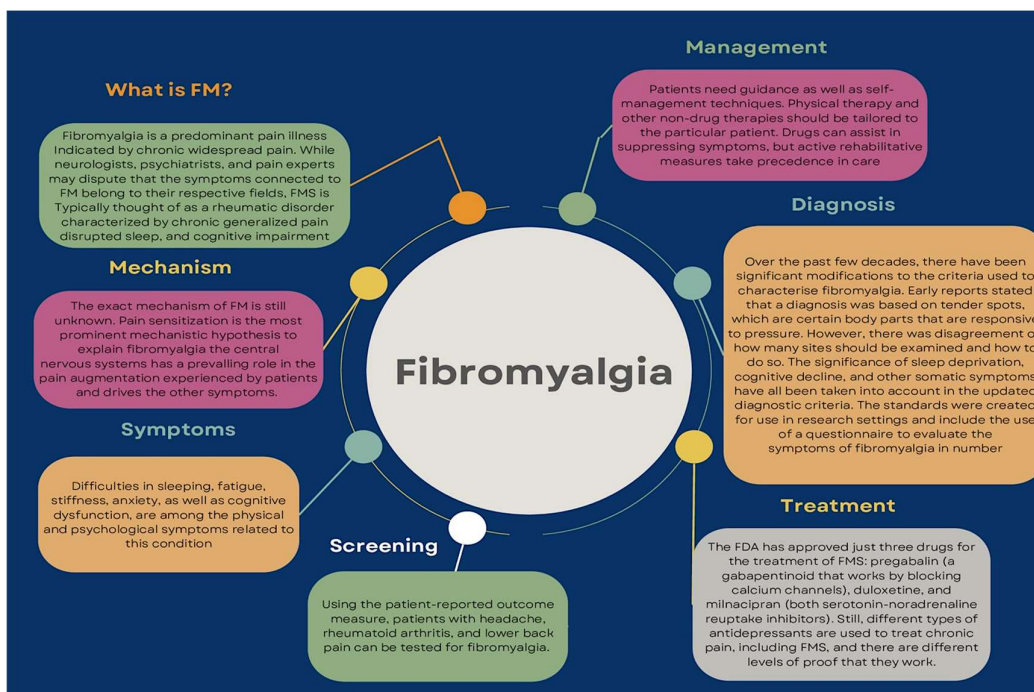 What is FM?
Fibromyalgia is a predominant pain illness
Indicated by chronic widespread pain. While
neurologists, psychiatrists, and pain experts
may dispute that the symptoms connected to
FM belong to their respective fields, FMS is
Typically thought of as a rheumatic disorder
characterized by chronic generalized pain
disrupted sleep, and cognitive impairment
Mechanism
The exact mechanism of FM is still
unknown. Pain sensitization is the most
prominent mechanistic hypothesis to
explain fibromyalgia the central
nervous systems has a prevailing role in the
pain augmentation experienced by patients
and drives the other symptoms.
Symptoms
Difficulties in sleeping, fatigue,
stiffness, anxiety, as well as cognitive
dysfunction, are among the physical
and psychological symptoms related to
this condition
Screening
Using the patient-reported outcome
measure, patients with headache,
rheumatoid arthritis, and lower back
pain can be tested for fibromyalgia.
Fibromyalgia
Management
Patients need guidance as well as self-
management techniques. Physical therapy and
other non-drug therapies should be tailored to
the particular patient. Drugs can assist in
suppressing symptoms, but active rehabilitative
measures take precedence in care
Diagnosis
Over the past few decades, there have been
significant modifications to the criteria used to
characterise fibromyalgia. Early reports stated
that a diagnosis was based on tender spots,
which are certain body parts that are responsive
to pressure. However, there was disagreement
how many sites should be examined and how to
do so. The significance of sleep deprivation,
cognitive decline, and other somatic symptoms
have all been taken into account in the updated
diagnostic criteria. The standards were created
for use in research settings and include the use
of a questionnaire to evaluate the
symptoms of fibromyalgia in number
Treatment
The FDA has approved just three drugs for
the treatment of FMS: pregabalin (a
gabapentinoid that works by blocking
calcium channels), duloxetine, and
milnacipran (both serotonin-noradrenaline
reuptake inhibitors). Still, different types of
antidepressants are used to treat chronic
pain, including FMS, and there are different
levels of proof that they work.